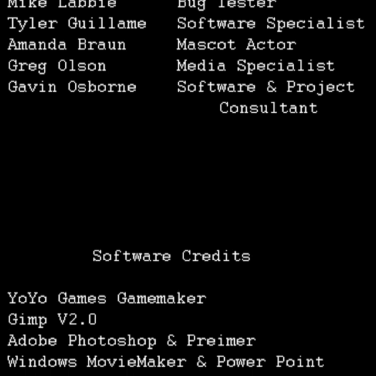 Mike Labbie Bug Tester
Tyler Guillame Software Specialist
Amanda Braun Mascot Actor
Greg Olson Media Specialist
Gavin Osborne Software & Project
Consultant
Software Credits
YoYo Games Gamemaker
Gimp V2.0
Adobe Photoshop & Preimer
Windows MovieMaker & Power Point